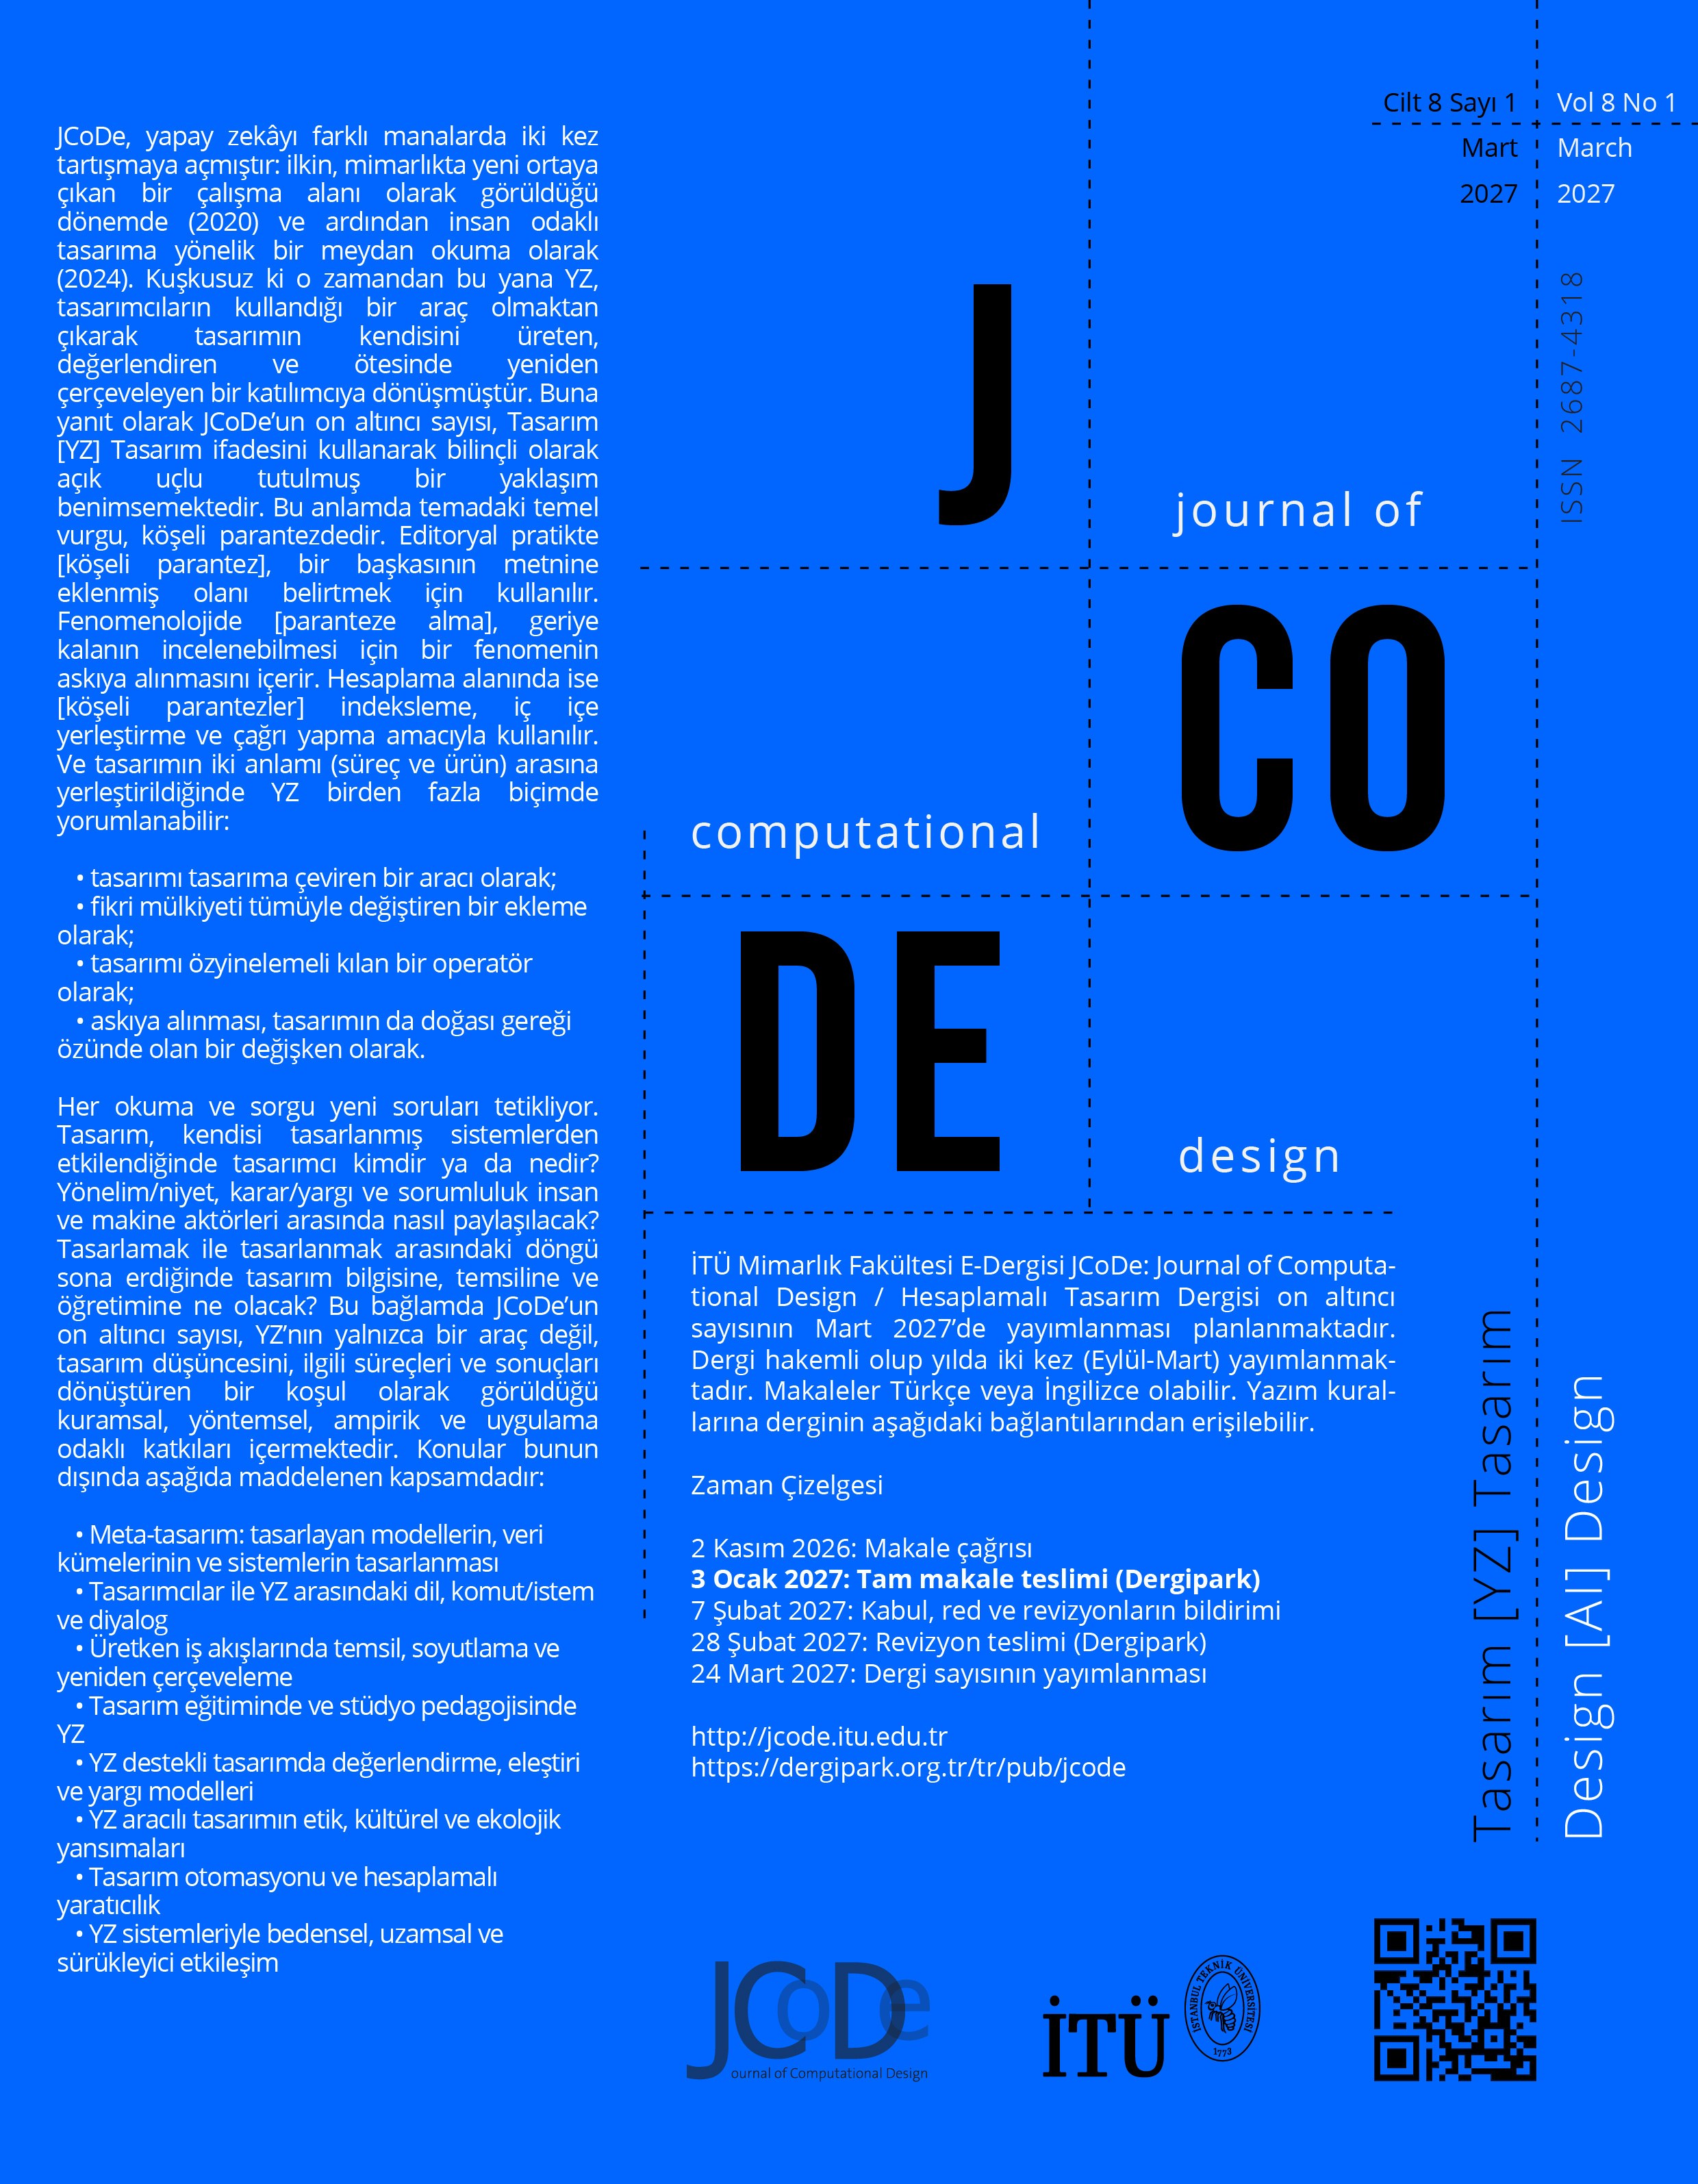 Cilt 8 Sayı 1
Vol 8 No 1
Mart
March
2027
2027
ISSN 2687-4318
JCoDe, yapay zekâyı farklı manalarda iki kez
tartışmaya açmıştır: ilkin, mimarlıkta yeni ortaya
çıkan bir çalışma alanı olarak görüldüğü
dönemde (2020) ve ardından insan odaklı
tasarıma yönelik bir meydan okuma olarak
(2024). Kuşkusuz ki o zamandan bu yana YZ,
tasarımcıların kullandığı bir araç olmaktan
çıkarak tasarımın kendisini üreten,
değerlendiren ve ötesinde yeniden
çerçeveleyen bir katılımcıya dönüşmüştür. Buna
yanıt olarak JCoDe’un on altıncı sayısı, Tasarım
[YZ] Tasarım ifadesini kullanarak bilinçli olarak
açık uçlu tutulmuş bir yaklaşım
benimsemektedir. Bu anlamda temadaki temel
vurgu, köşeli parantezdedir. Editoryal pratikte
[köşeli parantez], bir başkasının metnine
eklenmiş olanı belirtmek için kullanılır.
Fenomenolojide [paranteze alma], geriye
kalanın incelenebilmesi için bir fenomenin
askıya alınmasını içerir. Hesaplama alanında ise
[köşeli parantezler] indeksleme, iç içe
yerleştirme ve çağrı yapma amacıyla kullanılır.
Ve tasarımın iki anlamı (süreç ve ürün) arasına
yerleştirildiğinde YZ birden fazla biçimde
yorumlanabilir:
• tasarımı tasarıma çeviren bir aracı olarak;
• fikri mülkiyeti tümüyle değiştiren bir ekleme
olarak;
• tasarımı özyinelemeli kılan bir operatör
olarak;
• askıya alınması, tasarımın da doğası gereği
özünde olan bir değişken olarak.
Her okuma ve sorgu yeni soruları tetikliyor.
Tasarım, kendisi tasarlanmış sistemlerden
etkilendiğinde tasarımcı kimdir ya da nedir?
Yönelim/niyet, karar/yargı ve sorumluluk insan
ve makine aktörleri arasında nasıl paylaşılacak?
Tasarlamak ile tasarlanmak arasındaki döngü
sona erdiğinde tasarım bilgisine, temsiline ve
öğretimine ne olacak? Bu bağlamda JCoDe’un
on altıncı sayısı, YZ’nın yalnızca bir araç değil,
tasarım düşüncesini, ilgili süreçleri ve sonuçları
dönüştüren bir koşul olarak görüldüğü
kuramsal, yöntemsel, ampirik ve uygulama
odaklı katkıları içermektedir. Konular bunun
dışında aşağıda maddelenen kapsamdadır:
• Meta-tasarım: tasarlayan modellerin, veri
kümelerinin ve sistemlerin tasarlanması
• Tasarımcılar ile YZ arasındaki dil, komut/istem
ve diyalog
• Üretken iş akışlarında temsil, soyutlama ve
yeniden çerçeveleme
• Tasarım eğitiminde ve stüdyo pedagojisinde
YZ
• YZ destekli tasarımda değerlendirme, eleştiri
ve yargı modelleri
• YZ aracılı tasarımın etik, kültürel ve ekolojik
yansımaları
• Tasarım otomasyonu ve hesaplamalı
yaratıcılık
• YZ sistemleriyle bedensel, uzamsal ve
sürükleyici etkileşim
J
journal of
CO
computational
DE
design
İTÜ Mimarlık Fakültesi E-Dergisi JCoDe: Journal of Computa-
tional Design / Hesaplamalı Tasarım Dergisi on altıncı
sayısının Mart 2027’de yayımlanması planlanmaktadır.
Dergi hakemli olup yılda iki kez (Eylül-Mart) yayımlanmak-
tadır. Makaleler Türkçe veya İngilizce olabilir. Yazım kural-
larına derginin aşağıdaki bağlantılarından erişilebilir.
Zaman Çizelgesi
2 Kasım 2026: Makale çağrısı
3 Ocak 2027: Tam makale teslimi (Dergipark)
7 Şubat 2027: Kabul, red ve revizyonların bildirimi
28 Şubat 2027: Revizyon teslimi (Dergipark)
24 Mart 2027: Dergi sayısının yayımlanması
http://jcode.itu.edu.tr
https://dergipark.org.tr/tr/pub/jcode
Tasarım [YZ] Tasarım
Design [AI] Design
JCoDe
ournal of Computational Design
İTÜ
İSTANBUL TEKNİK ÜNİVERSİTESİ
1773